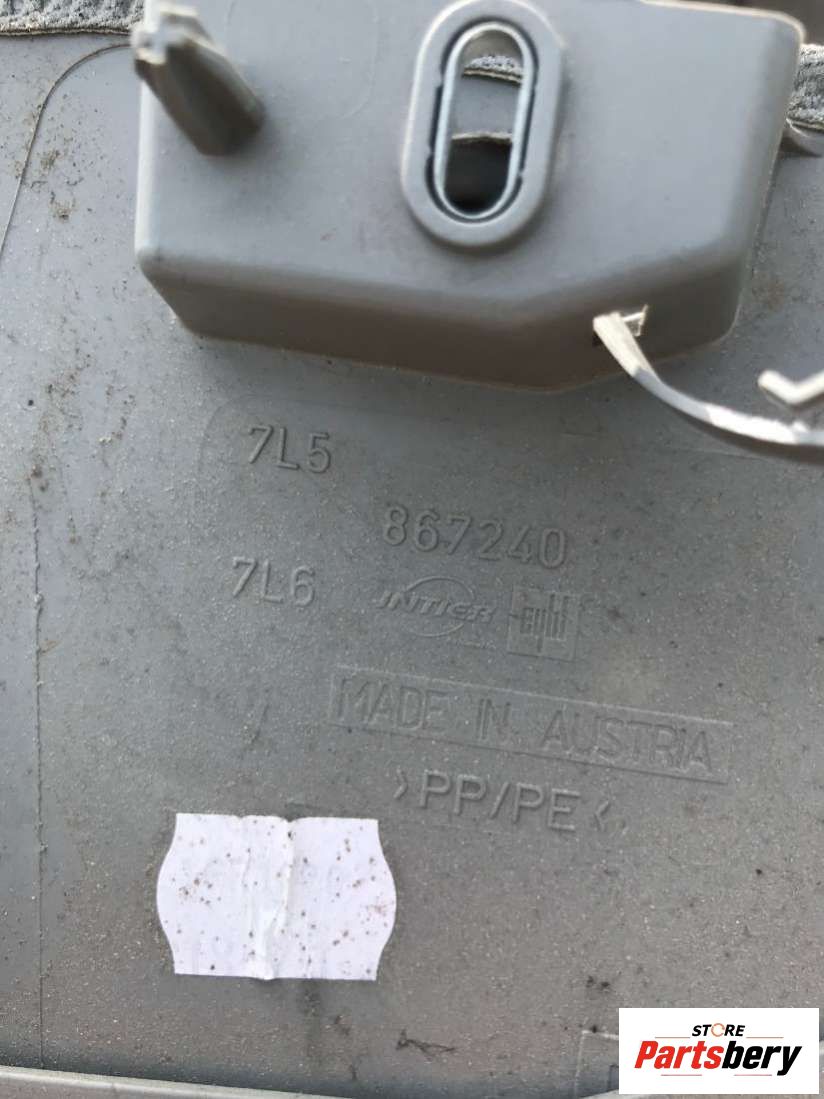 7L5
867240
7L6
INTIER
MADE IN AUSTRIA
>PP/PE<
STORE
Partsbery